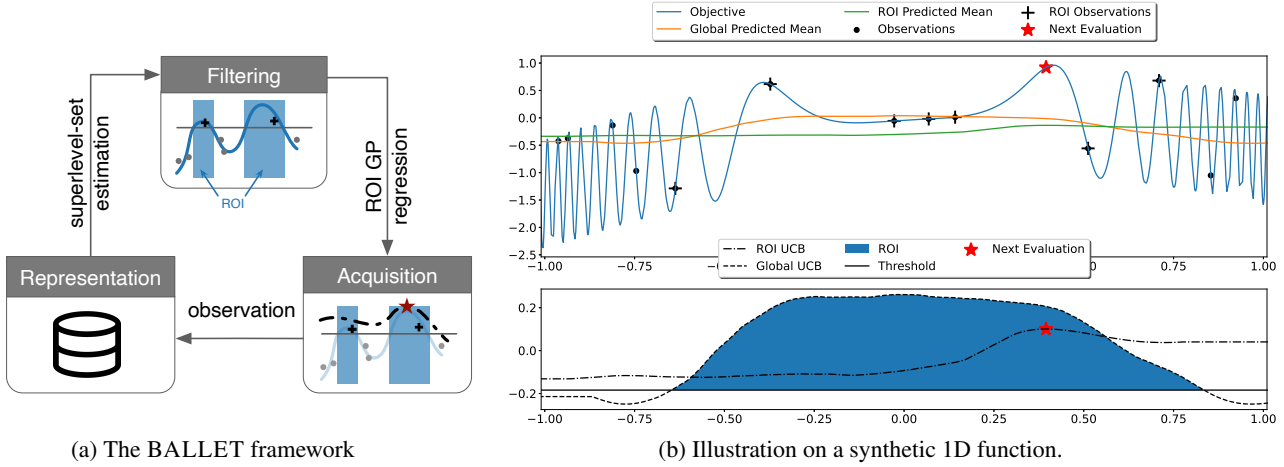 Filtering
ROI
superlevel-set
estimation
ROI GP
regression
Representation
Acquisition
observation
(a) The BALLET framework
Objective
Global Predicted Mean
ROI Predicted Mean
Observations
ROI Observations
Next Evaluation
1.0
0.5
0.0
-0.5
-1.0
-1.5
-2.0
-2.5
-1.00 -0.75 0.75 1.00
ROI UCB
Global UCB
ROI
Threshold
Next Evaluation
0.2
0.0
-0.2
-1.00 -0.75 -0.50 -0.25 0.00 0.25 0.50 0.75 1.00
(b) Illustration on a synthetic 1D function.